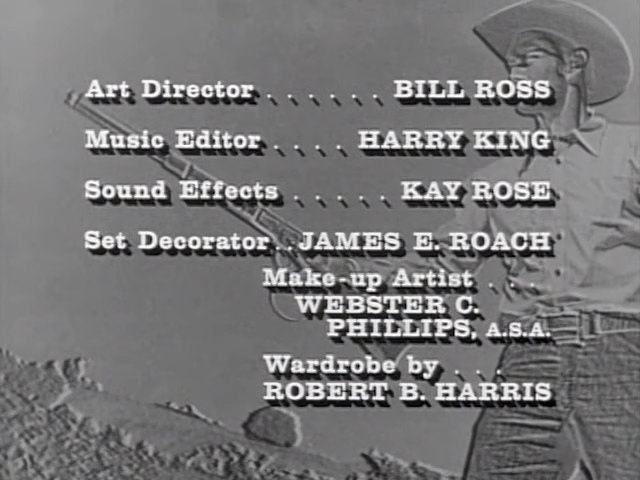 Art Director . . . . . . BILL ROSS
Music Editor . . . . HARRY KING
Sound Effects . . . . . . KAY ROSE
Set Decorator . . JAMES E. ROACH
Make-up Artist . . .
WEBSTER C.
PHILLIPS, A.S.A.
Wardrobe by . . .
ROBERT B. HARRIS